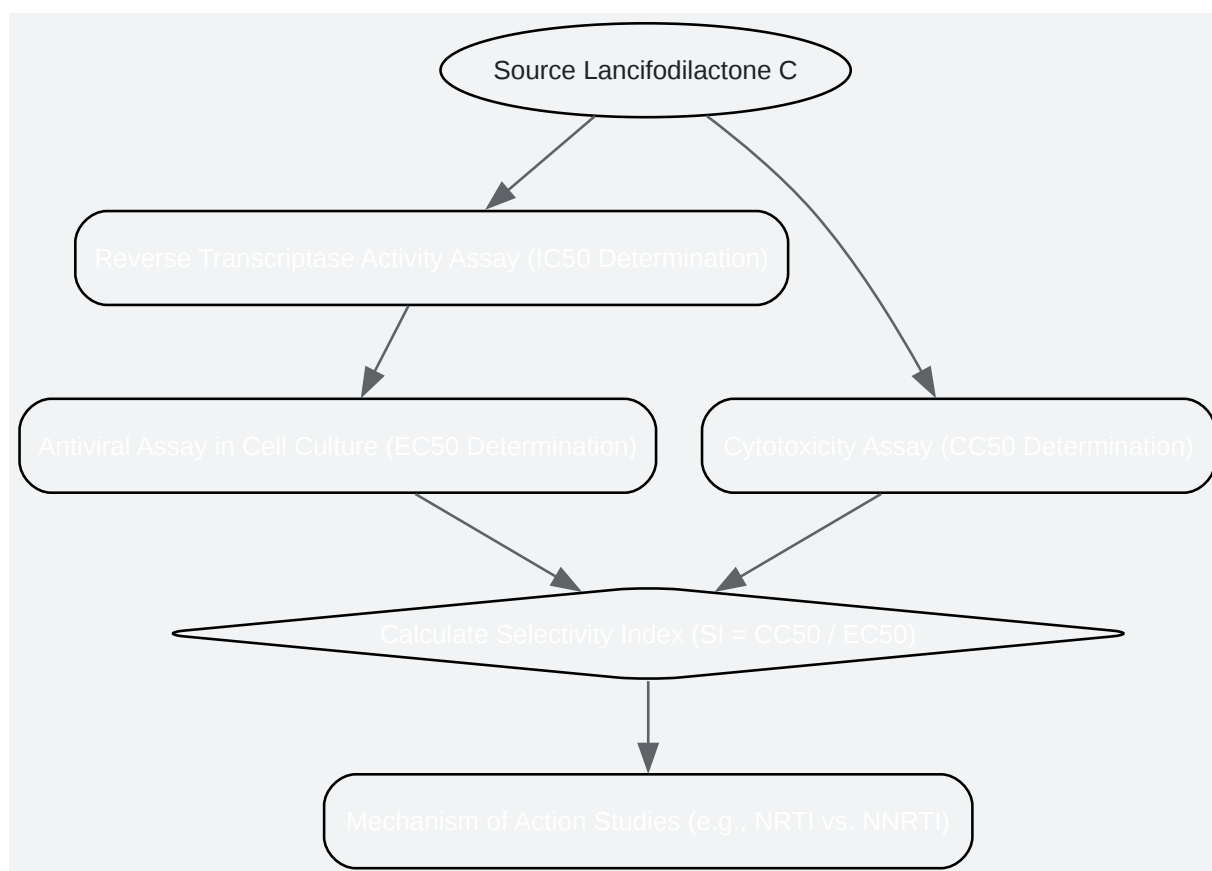 Source Lancifodilactone C
Reverse Transcriptase Activity Assay (IC50 Determination)
Antiviral Assay in Cell Culture (EC50 Determination)
Cytotoxicity Assay (CC50 Determination)
Calculate Selectivity Index (SI = CC50 / EC50)
Mechanism of Action Studies (e.g., NRTI vs. NNRTI)